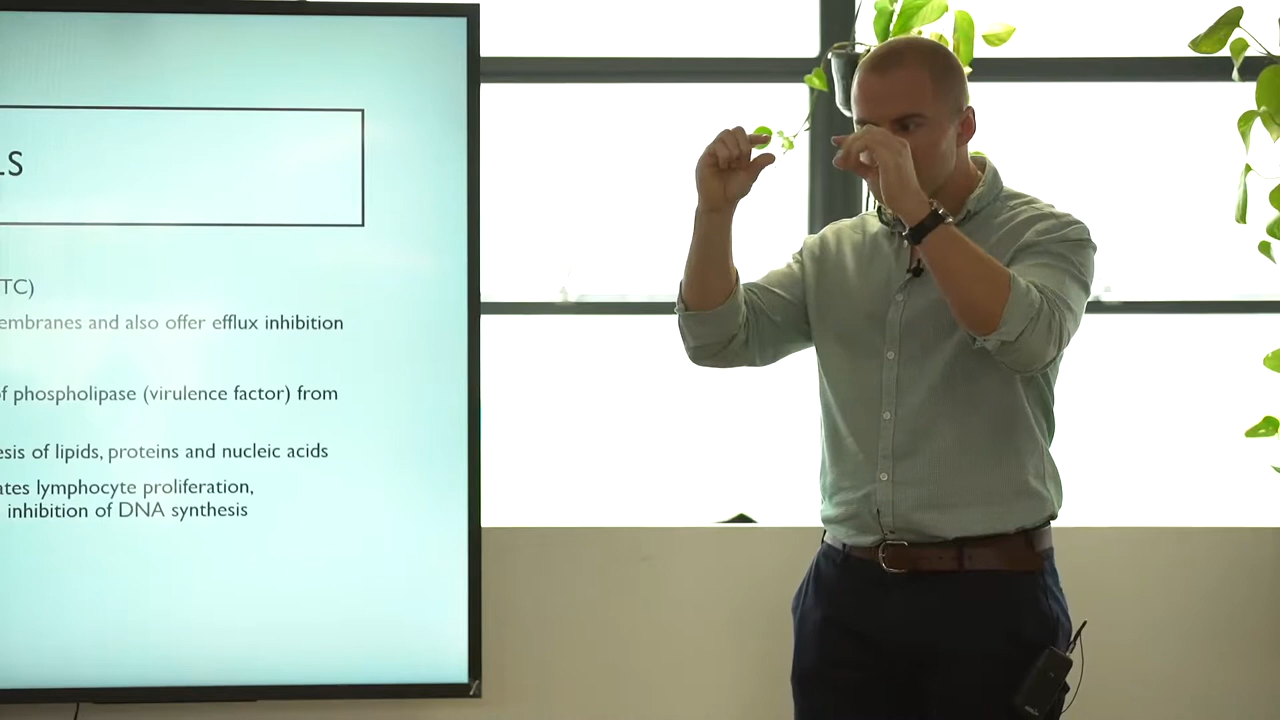 LS
TC)
embranes and also offer efflux inhibition
of phospholipase (virulence factor) from
esis of lipids, proteins and nucleic acids
ates lymphocyte proliferation,
inhibition of DNA synthesis